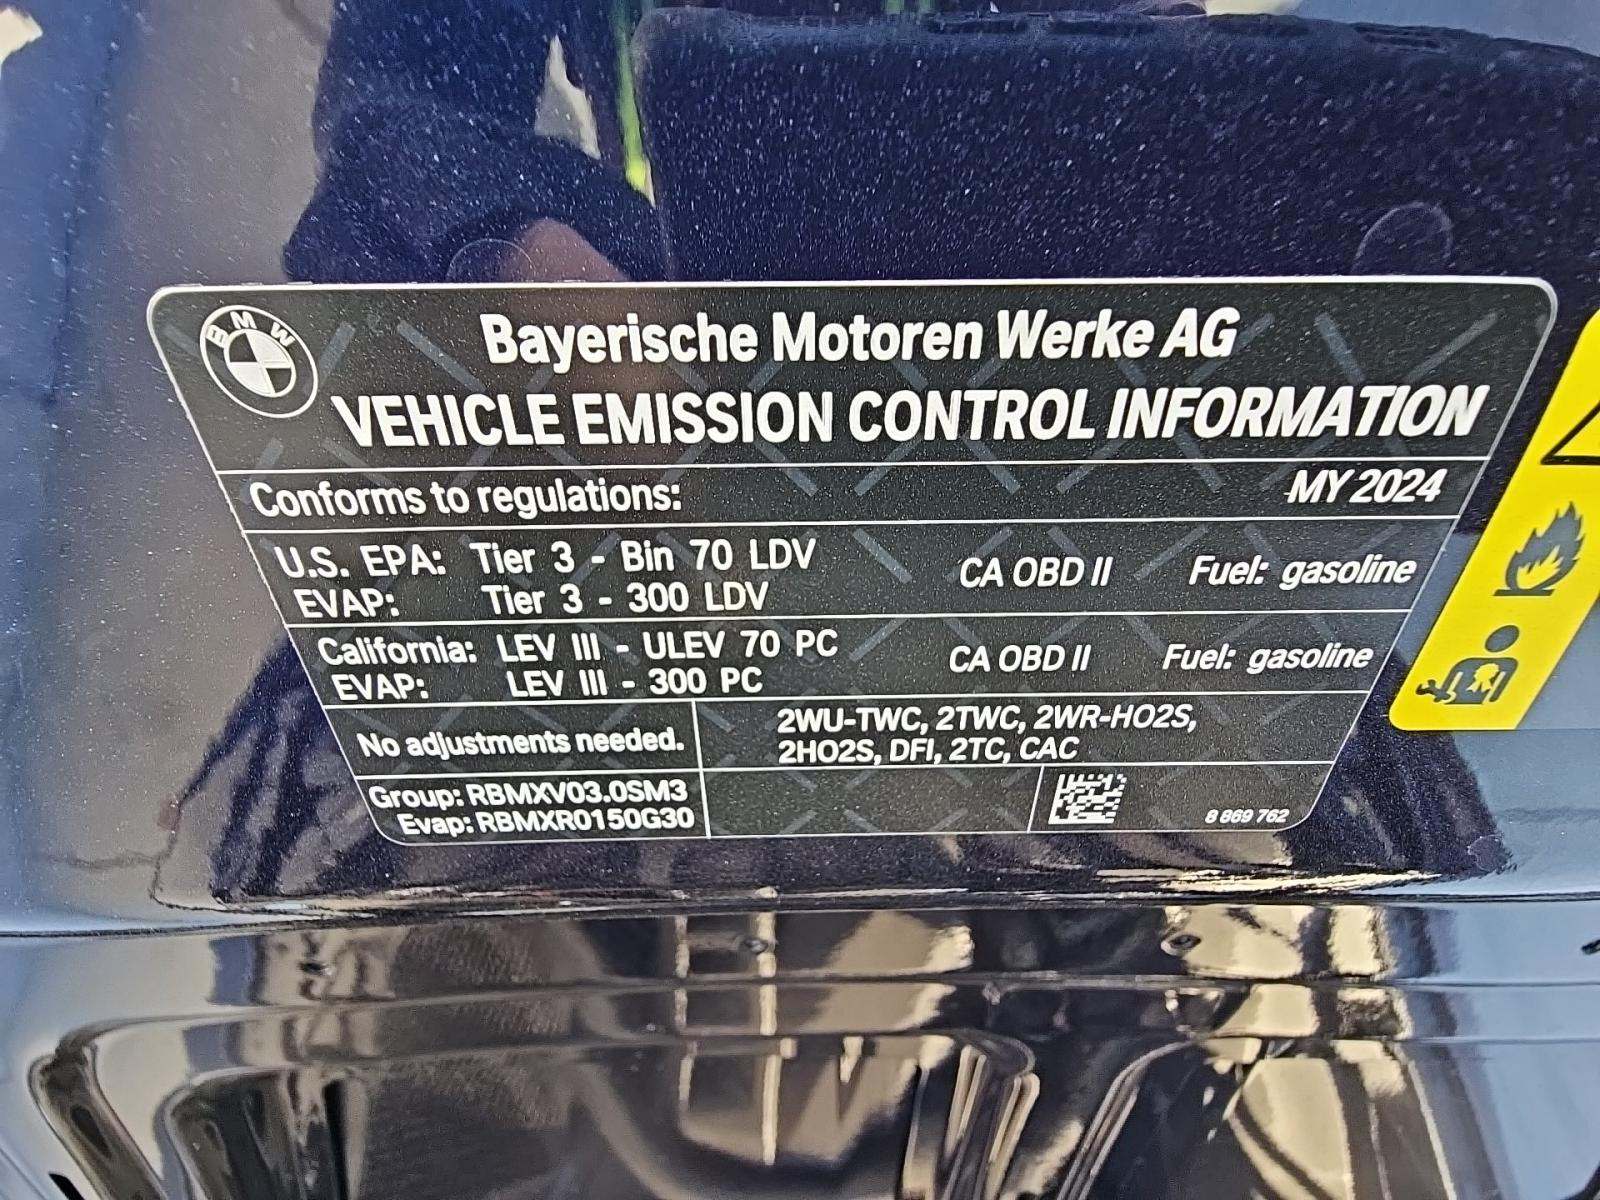 BMW
Bayerische Motoren Werke AG
VEHICLE EMISSION CONTROL INFORMATION
Conforms to regulations: MY 2024
U.S. EPA: Tier 3 - Bin 70 LDV CA OBD II Fuel: gasoline
EVAP: Tier 3 - 300 LDV
California: LEV III - ULEV 70 PC CA OBD II Fuel: gasoline
EVAP: LEV III - 300 PC
No adjustments needed.
2WU-TWC, 2TWC, 2WR-HO2S,
2HO2S, DFI, 2TC, CAC
Group: RBMXV03.0SM3
Evap: RBMXR0150G30
8 869 762